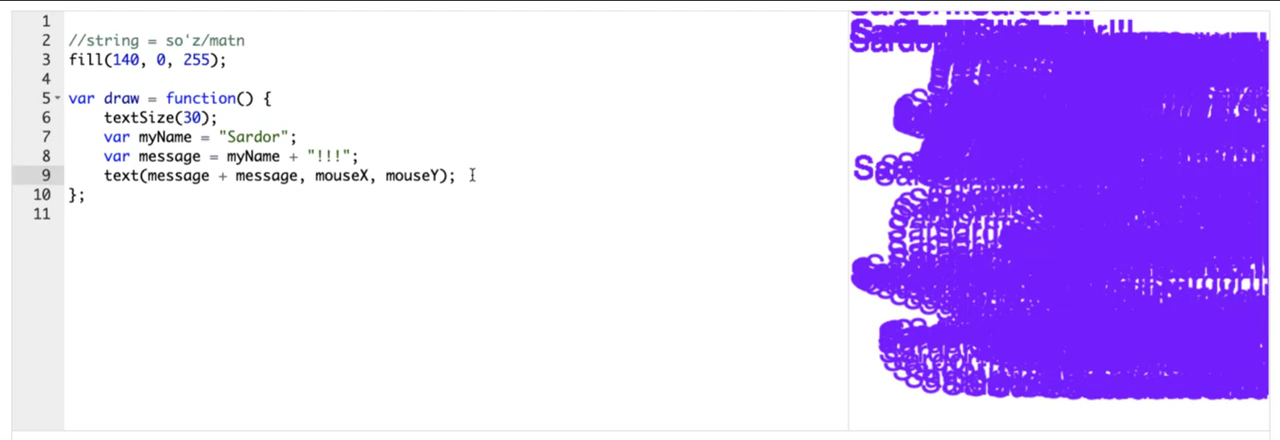 1
2 //string = soʻz/matn
3 fill(140, 0, 255);
4
5 var draw = function() {
6 textSize(30);
7 var myName = "Sardor";
8 var message = myName + "!!!";
9 text(message + message, mouseX, mouseY);
10 };
11